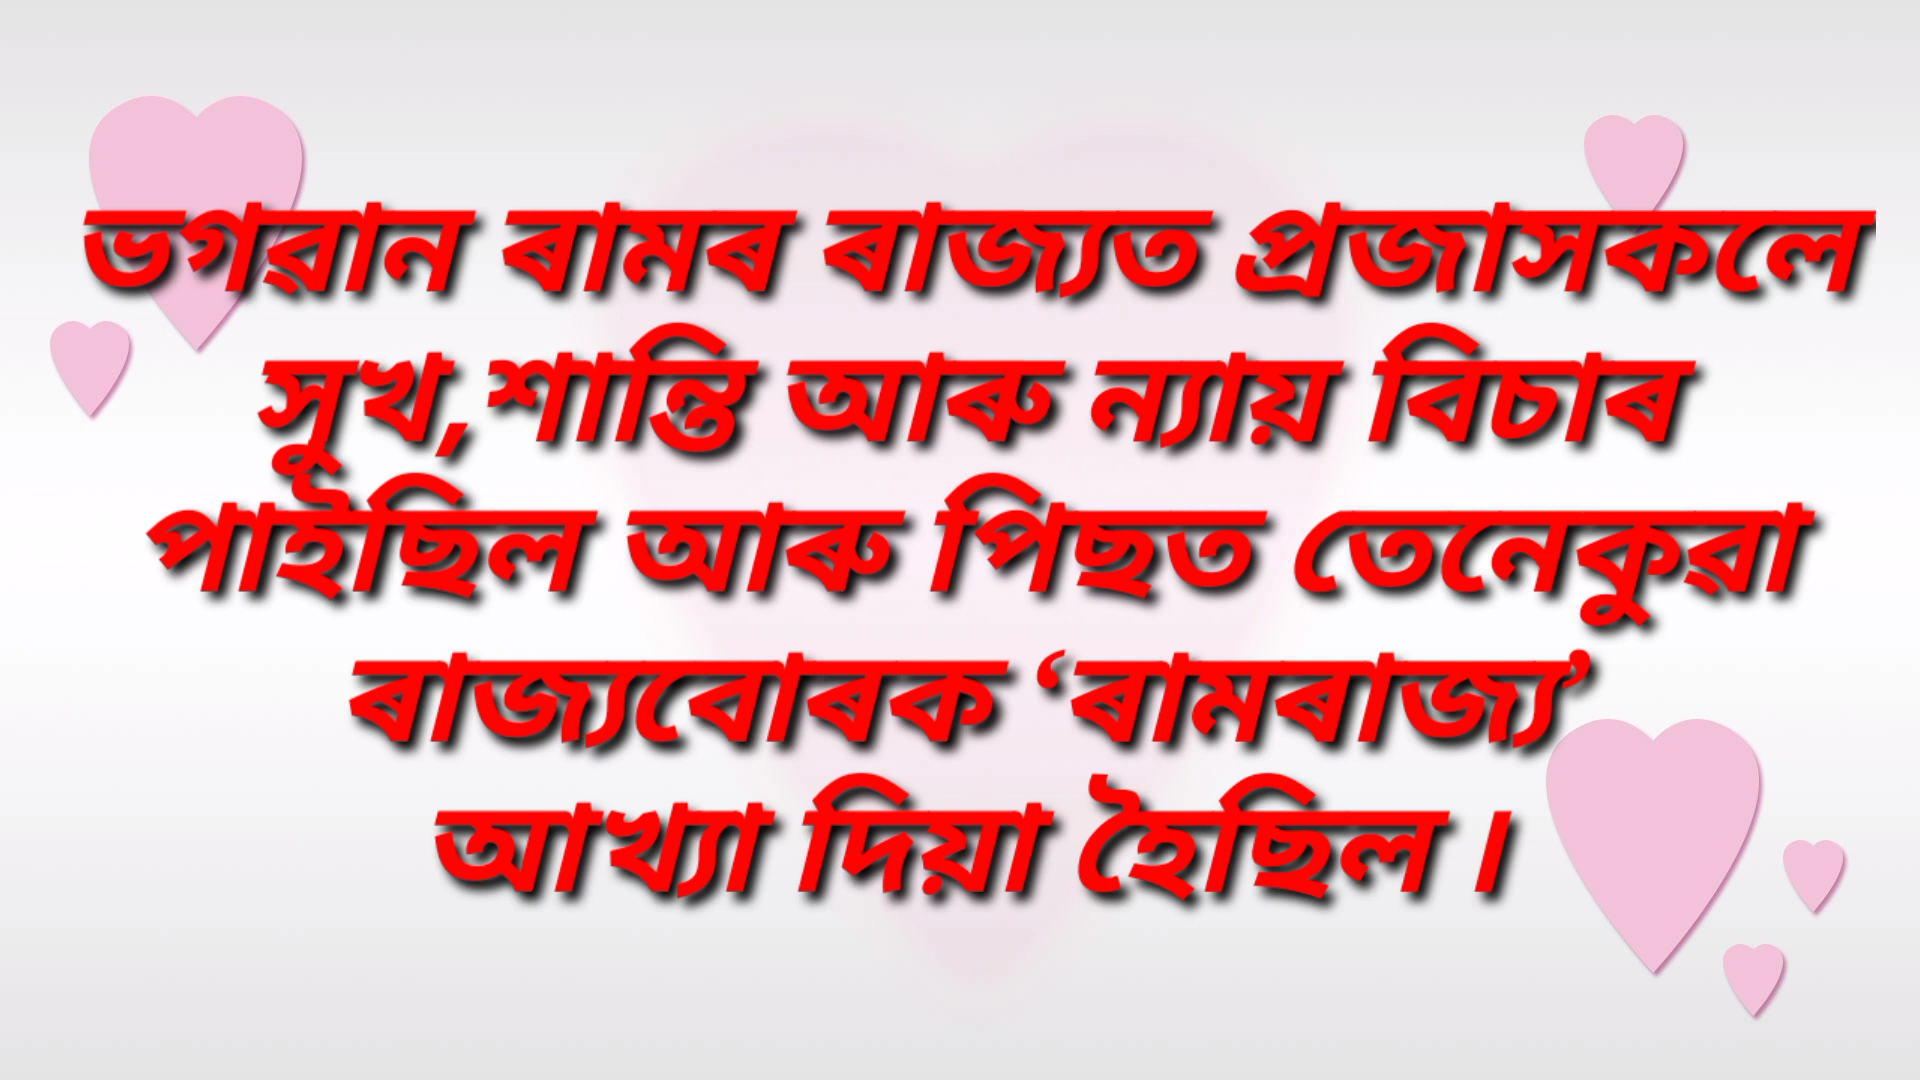 ভগৱান ৰামৰ ৰাজ্যত প্ৰজাসকলে
সুখ,শান্তি আৰু ন্যায় বিচাৰ
পাইছিল আৰু পিছত তেনেকুৱা
ৰাজ্যবোৰক ‘ৰামৰাজ্য’
আখ্যা দিয়া হৈছিল ।